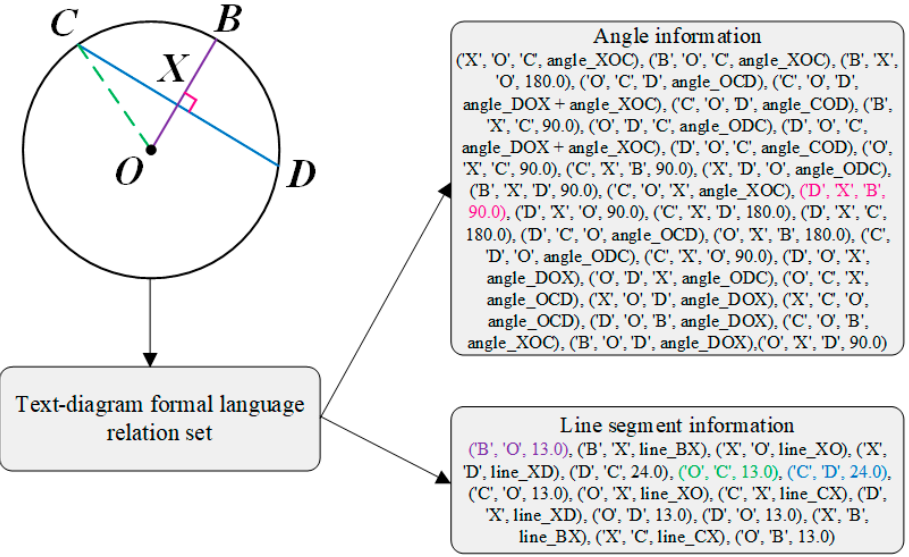 C
B
X
O
D
Text-diagram formal language
relation set
Angle information
('X', 'O', 'C', angle_XOC), ('B', 'O', 'C', angle_XOC), ('B', 'X',
'O', 180.0), ('O', 'C', 'D', angle_OCD), ('C', 'O', 'D',
angle_DOX + angle_XOC), ('C', 'O', 'D', angle_COD), ('B',
'X', 'C', 90.0), ('O', 'D', 'C', angle_ODC), ('D', 'O', 'C',
angle_DOX + angle_XOC), ('D', 'O', 'C', angle_COD), ('O',
'X', 'C', 90.0), ('C', 'X', 'B', 90.0), ('X', 'D', 'O', angle_ODC),
('B', 'X', 'D', 90.0), ('C', 'O', 'X', angle_XOC), ('D', 'X', 'B',
90.0), ('D', 'X', 'O', 90.0), ('C', 'X', 'D', 180.0), ('D', 'X', 'C',
180.0), ('D', 'C', 'O', angle_OCD), ('O', 'X', 'B', 180.0), ('C',
'D', 'O', angle_ODC), ('C', 'X', 'O', 90.0), ('D', 'O', 'X',
angle_DOX), ('O', 'D', 'X', angle_ODC), ('O', 'C', 'X',
angle_OCD), ('X', 'O', 'D', angle_DOX), ('X', 'C', 'O',
angle_OCD), ('D', 'O', 'B', angle_DOX), ('C', 'O', 'B',
angle_XOC), ('B', 'O', 'D', angle_DOX),('O', 'X', 'D', 90.0)
Line segment information
('B', 'O', 13.0), ('B', 'X', line_BX), ('X', 'O', line_XO), ('X',
'D', line_XD), ('D', 'C', 24.0), ('O', 'C', 13.0), ('C', 'D', 24.0),
('C', 'O', 13.0), ('O', 'X', line_XO), ('C', 'X', line_CX), ('D',
'X', line_XD), ('O', 'D', 13.0), ('D', 'O', 13.0), ('X', 'B',
line_BX), ('X', 'C', line_CX), ('O', 'B', 13.0)